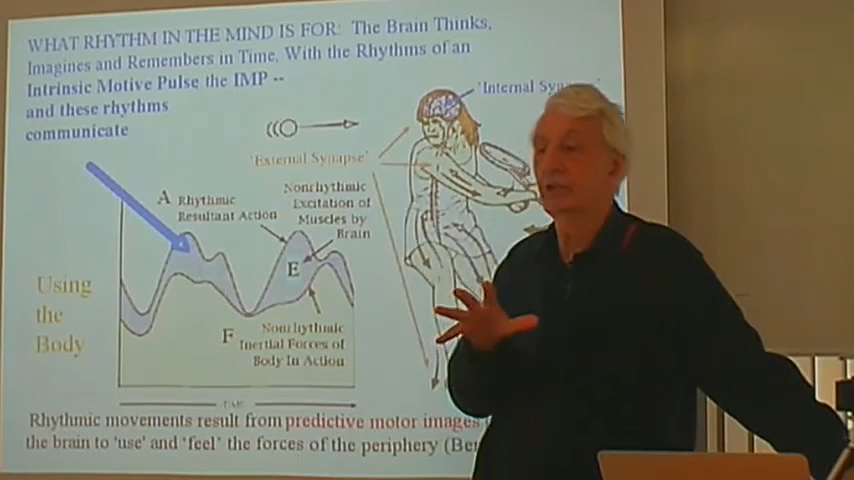 WHAT RHYTHM IN THE MIND IS FOR: The Brain Thinks,
Imagines and Remembers in Time, With the Rhythms of an
Intrinsic Motive Pulse the IMP --
and these rhythms
communicate
'Internal Syn
'External Synapse'
A Rhythmic
Resultant Action
Nonrhythmic
Excitation of
Muscles by
Brain
E
Using
the
Body
F Nonrhythmic
Inertial Forces of
Body In Action
Rhythmic movements result from predictive motor images
the brain to 'use' and 'feel' the forces of the periphery (Ber